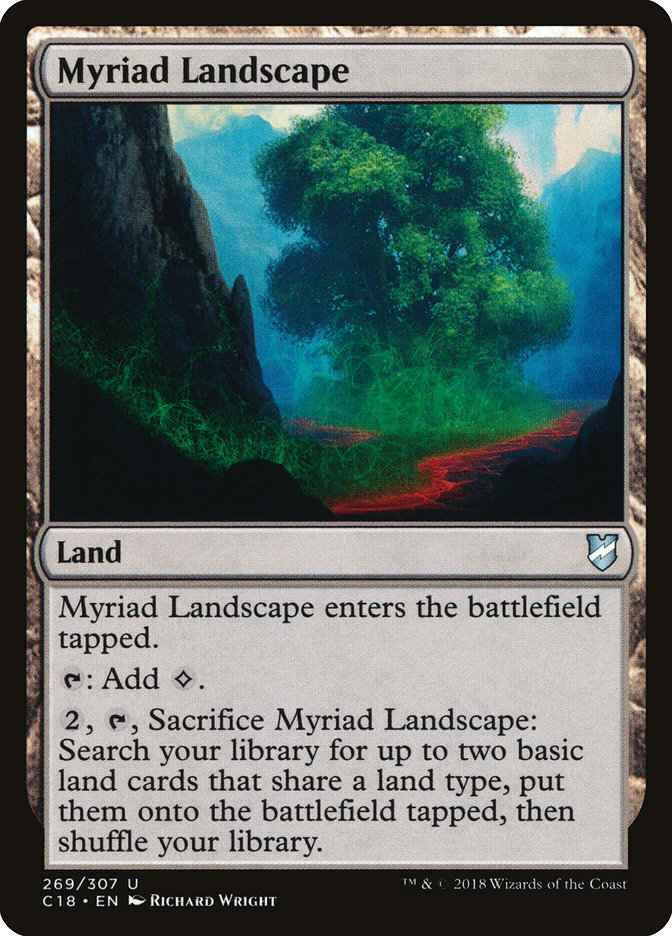 Myriad Landscape
Land
Myriad Landscape enters the battlefield
tapped.
: Add .
2, , Sacrifice Myriad Landscape:
Search your library for up to two basic
land cards that share a land type, put
them onto the battlefield tapped, then
shuffle your library.
269/307 U
™ & © 2018 Wizards of the Coast
C18 • EN Richard Wright